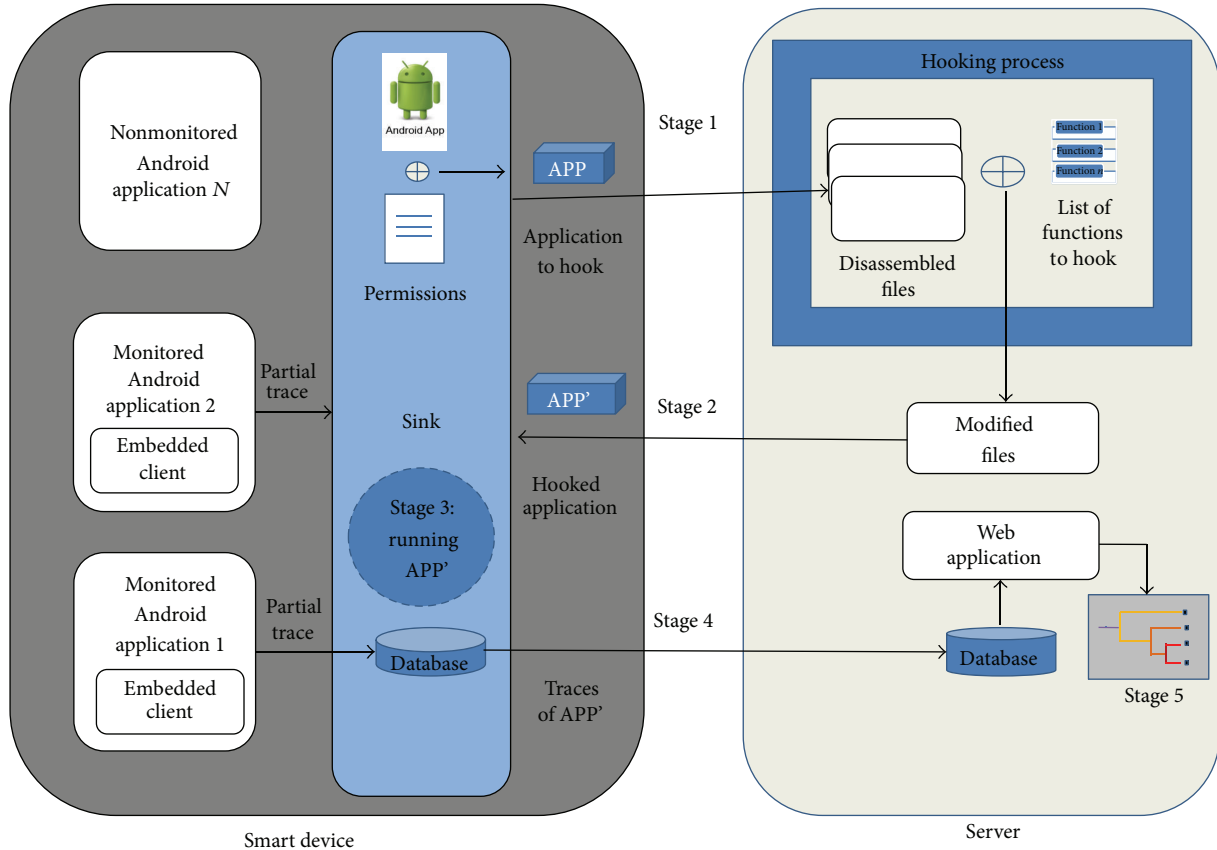 Nonmonitored
Android
application N
Android App
Permissions
APP
Application
to hook
Stage 1
Hooking process
Disassembled
files
Function 1
Function 2
Function n
List of
functions
to hook
Monitored
Android
application 2
Embedded
client
Partial
trace
Sink
APP’
Hooked
application
Stage 2
Modified
files
Stage 3:
running
APP’
Monitored
Android
application 1
Embedded
client
Partial
trace
Database
Traces
of APP’
Stage 4
Web
application
Database
Stage 5
Smart device
Server